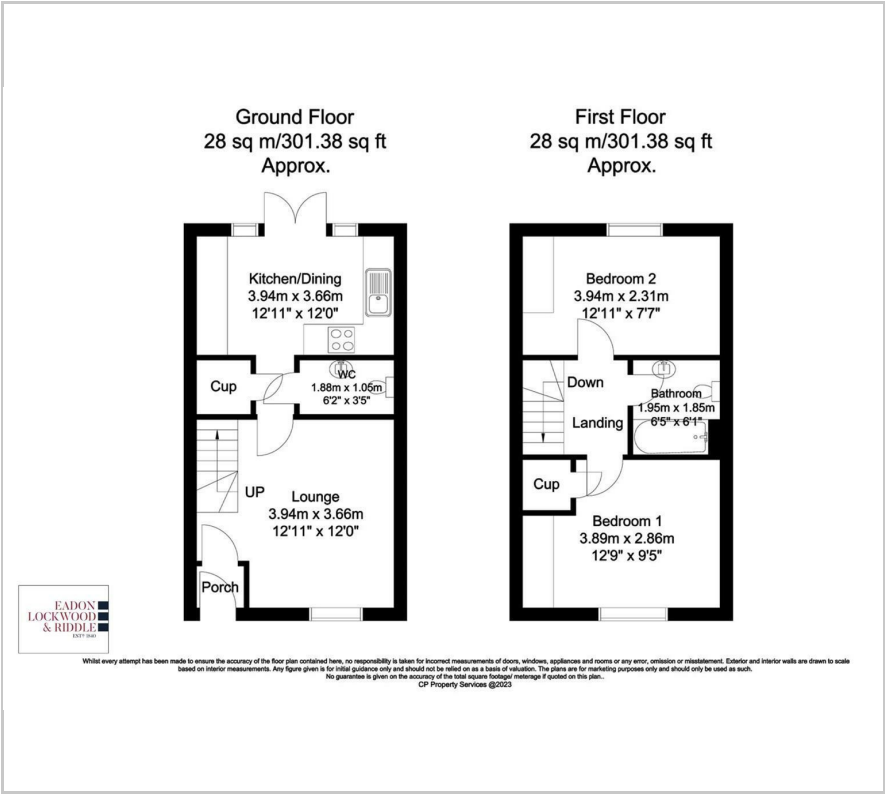 Ground Floor
28 sq m/301.38 sq ft
Approx.
Kitchen/Dining
3.94m x 3.66m
12'11" x 12'0"
Cup
WC
1.88m x 1.05m
6'2" x 3'5"
UP
Lounge
3.94m x 3.66m
12'11" x 12'0"
Porch
First Floor
28 sq m/301.38 sq ft
Approx.
Bedroom 2
3.94m x 2.31m
12'11" x 7'7"
Down
Landing
Bathroom
1.95m x 1.85m
6'5" x 6'1"
Cup
Bedroom 1
3.89m x 2.86m
12'9" x 9'5"
EADON
LOCKWOOD
& RIDDLE
ESTD 1840
Whilst every attempt has been made to ensure the accuracy of the floor plan contained here, no responsibility is taken for incorrect measurements of doors, windows, appliances and rooms or any error, omission or misstatement. Exterior and interior walls are drawn to scale
based on interior measurements. Any figure given is for initial guidance only and should not be relied on as a basis of valuation. The plans are for marketing purposes only and should only be used as such.
No guarantee is given on the accuracy of the total square footage/ meterage if quoted on this plan..
CP Property Services @2023